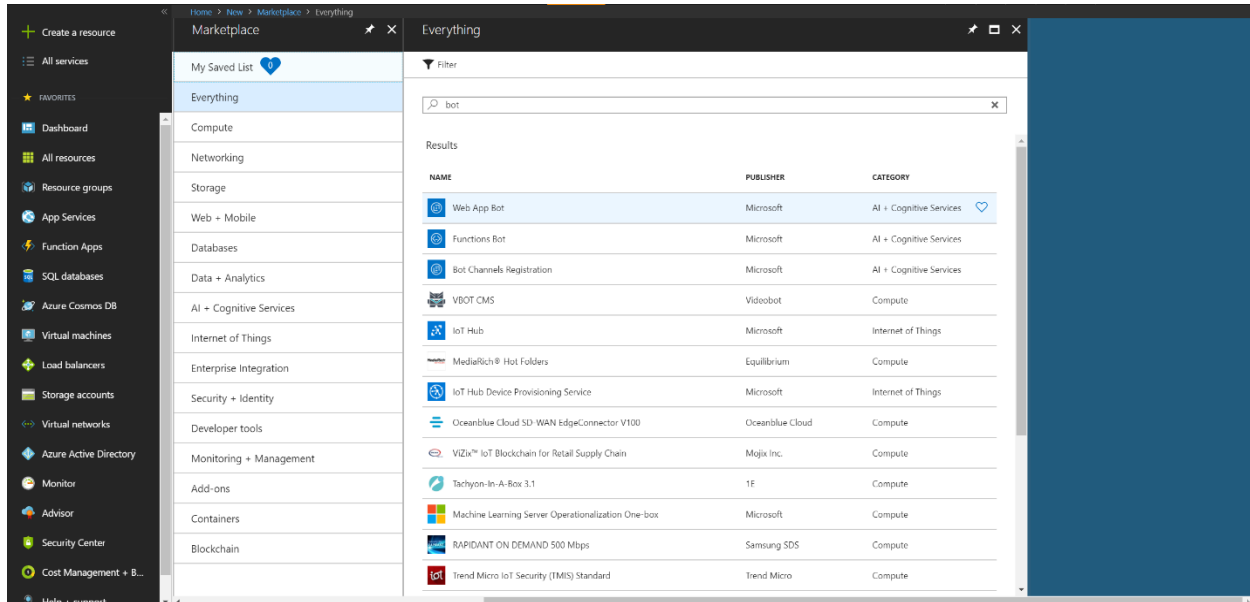 Home > New > Marketplace > Everything
Create a resource
All services
FAVORITES
Dashboard
All resources
Resource groups
App Services
Function Apps
SQL databases
Azure Cosmos DB
Virtual machines
Load balancers
Storage accounts
Virtual networks
Azure Active Directory
Monitor
Advisor
Security Center
Cost Management + B...
Help + support
Marketplace
My Saved List 0
Everything
Compute
Networking
Storage
Web + Mobile
Databases
Data + Analytics
AI + Cognitive Services
Internet of Things
Enterprise Integration
Security + Identity
Developer tools
Monitoring + Management
Add-ons
Containers
Blockchain
Everything
Filter
bot
Results
NAME PUBLISHER CATEGORY
Web App Bot Microsoft AI + Cognitive Services
Functions Bot Microsoft AI + Cognitive Services
Bot Channels Registration Microsoft AI + Cognitive Services
VBOT CMS Videobot Compute
IoT Hub Microsoft Internet of Things
MediaRich® Hot Folders Equilibrium Compute
IoT Hub Device Provisioning Service Microsoft Internet of Things
Oceanblue Cloud SD-WAN EdgeConnector V100 Oceanblue Cloud Compute
ViZix™ IoT Blockchain for Retail Supply Chain Mojix Inc. Compute
Tachyon-In-A-Box 3.1 1E Compute
Machine Learning Server Operationalization One-box Microsoft Compute
RAPIDANT ON DEMAND 500 Mbps Samsung SDS Compute
Trend Micro IoT Security (TMIS) Standard Trend Micro Compute